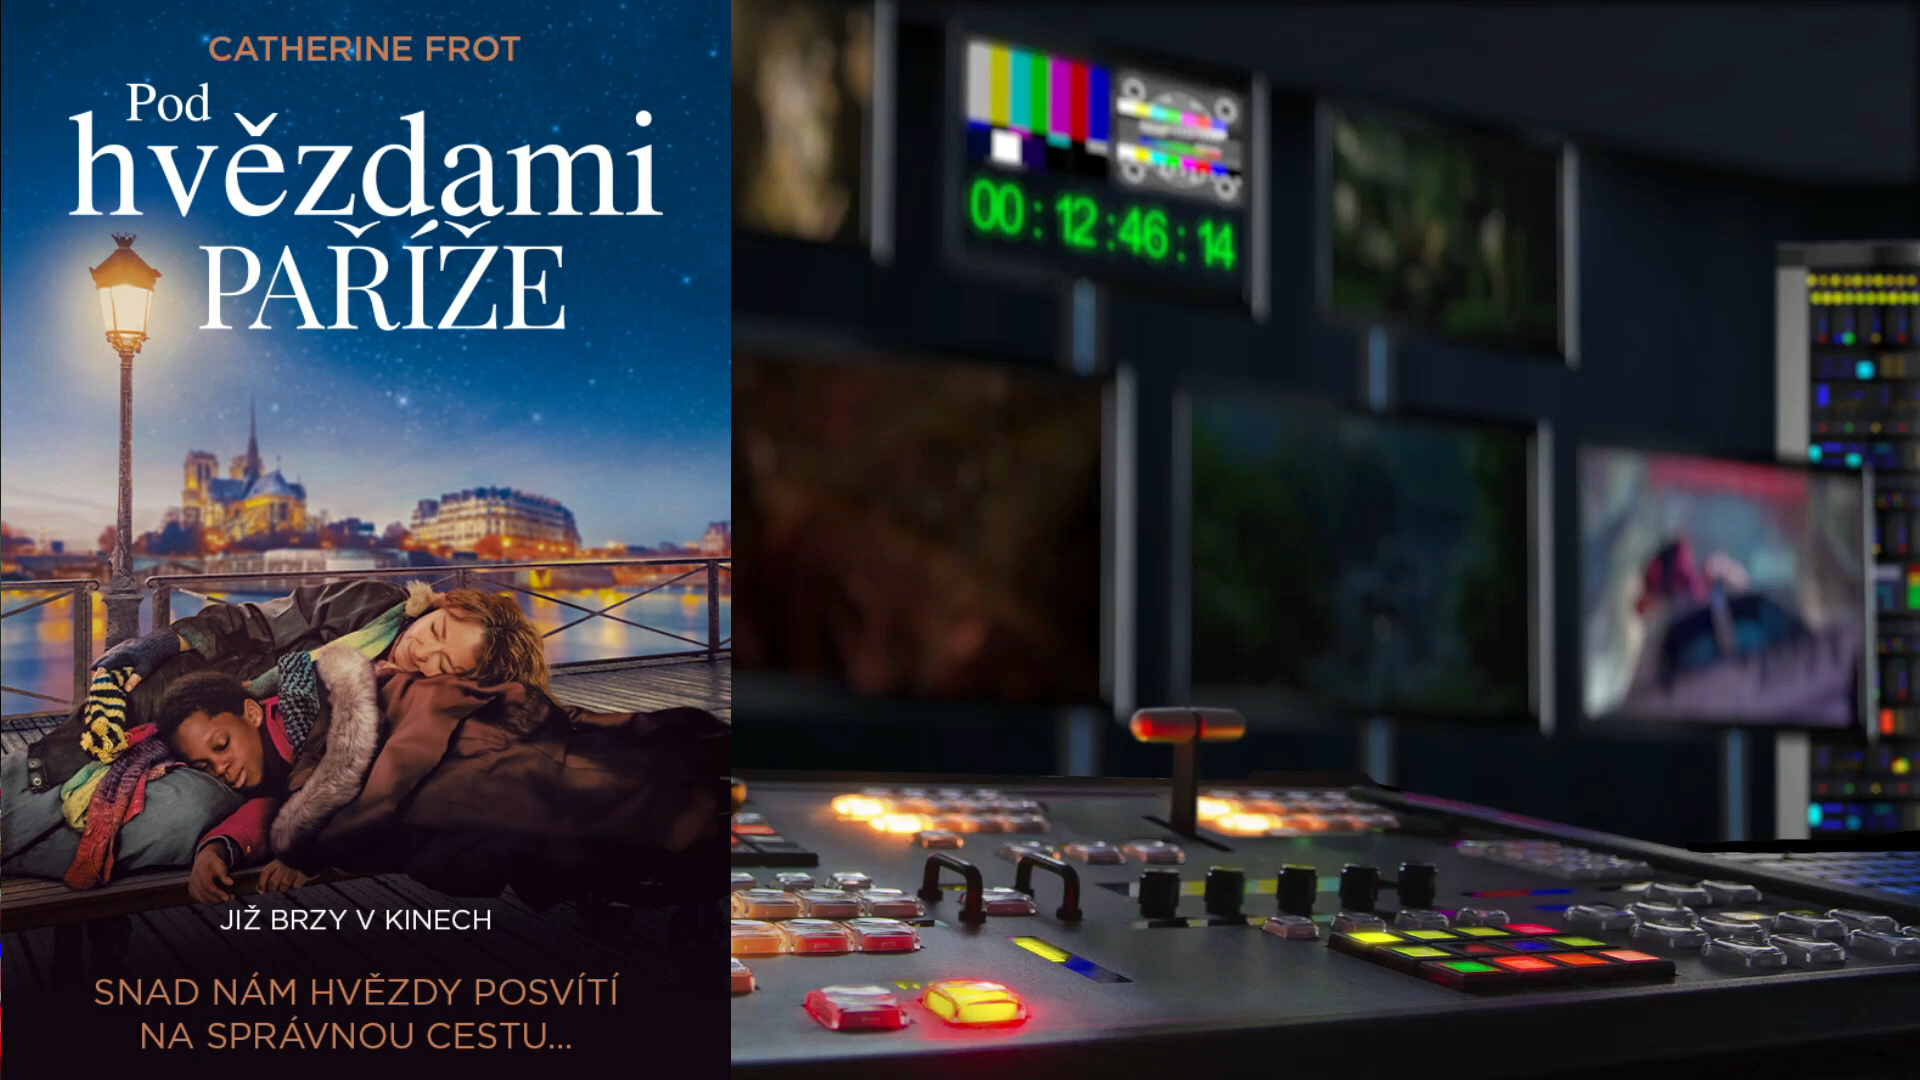 CATHERINE FROT
Pod
hvězdami
PAŘÍŽE
JIŽ BRZY V KINECH
SNAD NÁM HVĚZDY POSVÍTÍ
NA SPRÁVNOU CESTU...
00:12:46:14